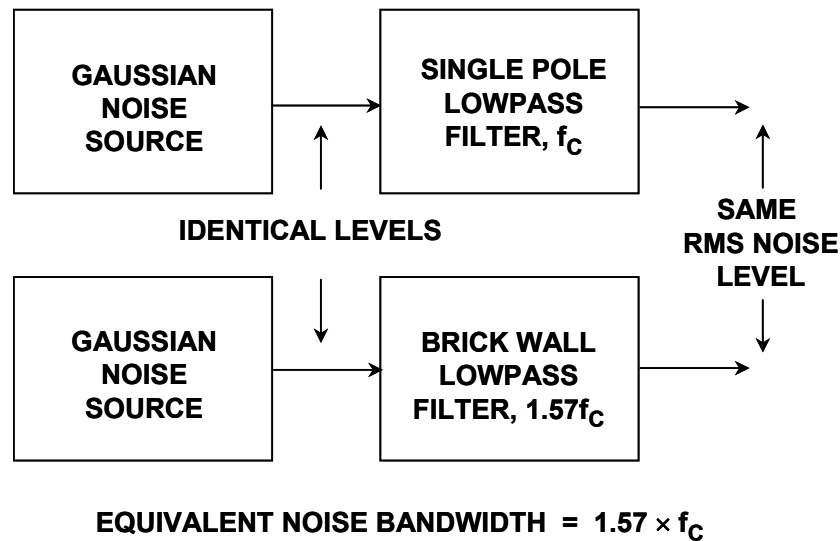 GAUSSIAN
NOISE
SOURCE
SINGLE POLE
LOWPASS
FILTER, fC
IDENTICAL LEVELS
SAME
RMS NOISE
LEVEL
GAUSSIAN
NOISE
SOURCE
BRICK WALL
LOWPASS
FILTER, 1.57fC
EQUIVALENT NOISE BANDWIDTH = 1.57 × fC